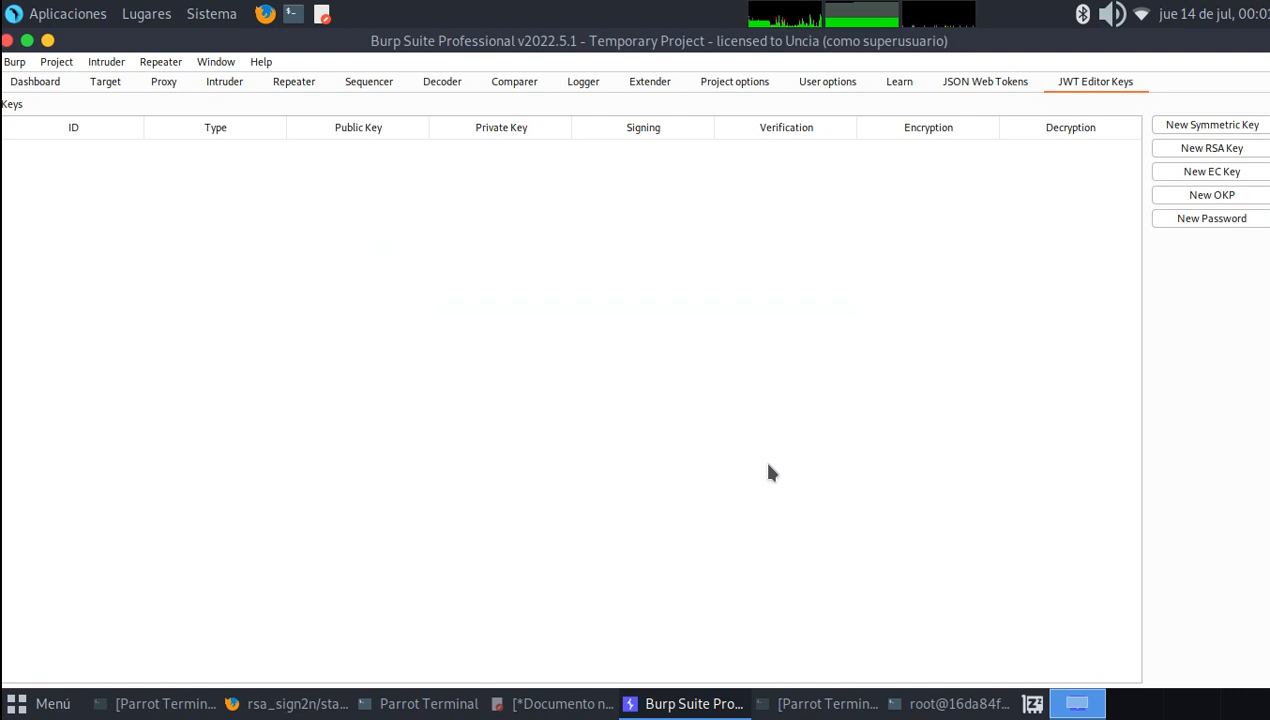 Aplicaciones Lugares Sistema jue 14 de jul, 00:01
Burp Suite Professional v2022.5.1 - Temporary Project - licensed to Uncia (como superusuario)
Burp Project Intruder Repeater Window Help
Dashboard Target Proxy Intruder Repeater Sequencer Decoder Comparer Logger Extender Project options User options Learn JSON Web Tokens JWT Editor Keys
Keys
ID Type Public Key Private Key Signing Verification Encryption Decryption
New Symmetric Key
New RSA Key
New EC Key
New OKP
New Password
Menú [Parrot Termin... rsa_sign2n/sta... Parrot Terminal [*Documento n... Burp Suite Pro... [Parrot Termin... root@16da84f...